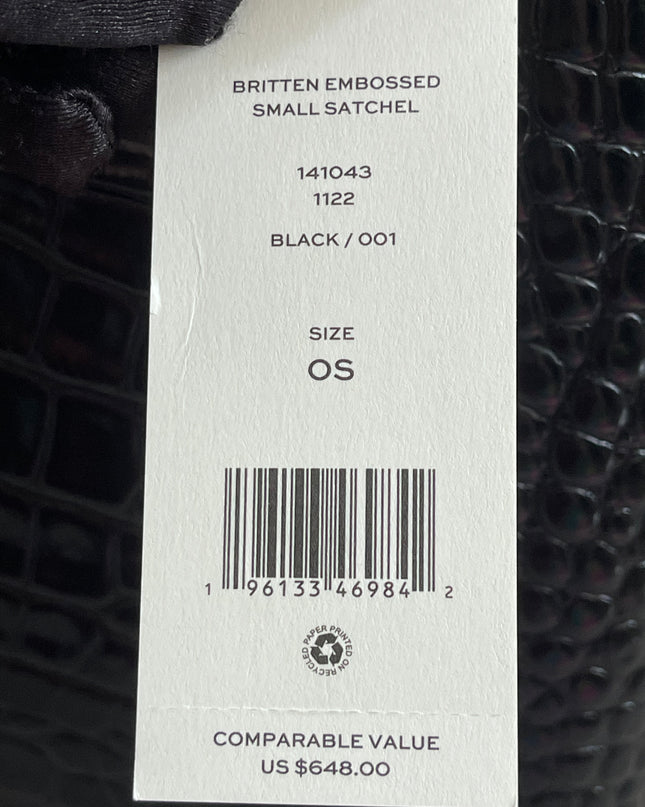 BRITTEN EMBOSSED
SMALL SATCHEL
141043
1122
BLACK / 001
SIZE
OS
1 96133 46984 2
PRINTED ON RECYCLED PAPER
COMPARABLE VALUE
US $648.00